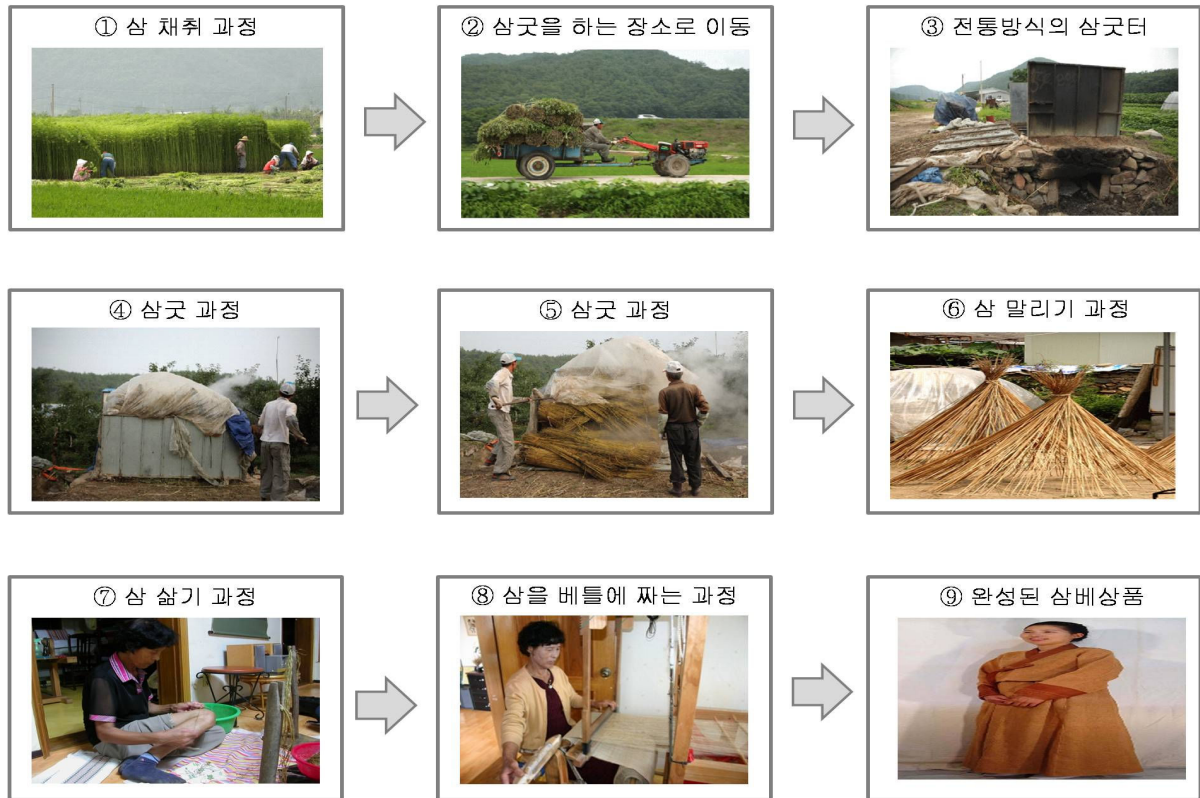 ① 삼 채취 과정
② 삼굿을 하는 장소로 이동
③ 전통방식의 삼굿터
④ 삼굿 과정
⑤ 삼굿 과정
⑥ 삼 말리기 과정
⑦ 삼 삶기 과정
⑧ 삼을 베틀에 짜는 과정
⑨ 완성된 삼베상품